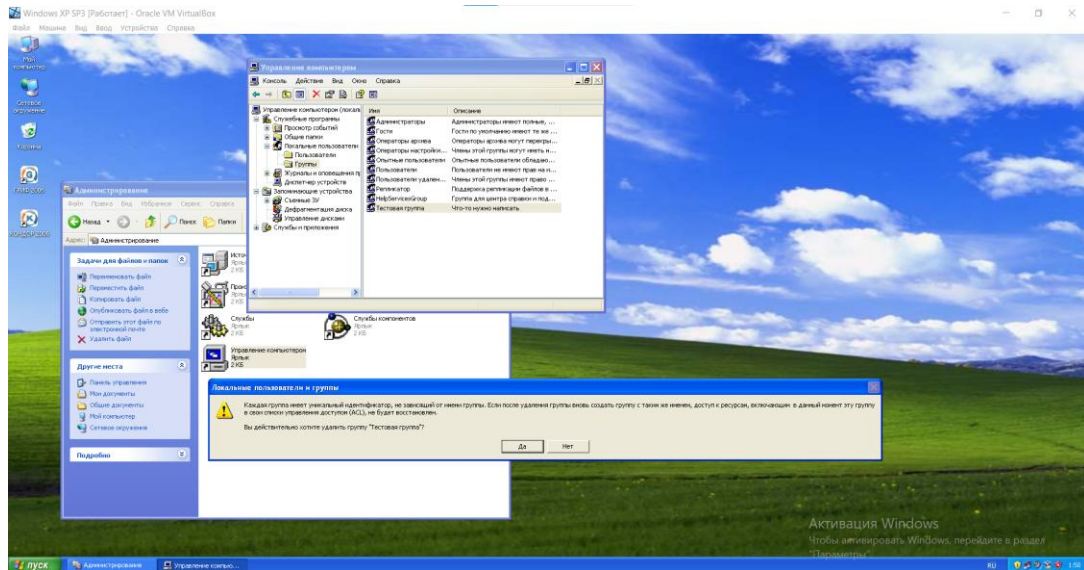 Windows XP SP3 [Работает] - Oracle VM VirtualBox
Файл Машина Вид Ввод Устройства Справка
Мой компьютер
Сетевое окружение
Корзина
Управление компьютером
Консоль Действие Вид Окно Справка
Управление компьютером (локал
Служебные программы
Просмотр событий
Общие папки
Локальные пользователи
Пользователи
Группы
Журналы и оповещения п
Диспетчер устройств
Запоминающие устройства
Съемные ЗУ
Дефрагментация диска
Управление дисками
Службы и приложения
Имя Описание
Администраторы Администраторы имеют полные, ...
Гости Гости по умолчанию имеют те же ...
Операторы архива Операторы архива могут перекры...
Операторы настройки... Члены этой группы могут иметь н...
Опытные пользователи Опытные пользователи обладаю...
Пользователи Пользователи не имеют прав на и...
Пользователи удален... Члены этой группы имеют право ...
Репликатор Поддержка репликации файлов в ...
HelpServicesGroup Группа для центра справки и под...
Тестовая группа Что-то нужно написать
Администрирование
Файл Правка Вид Избранное Сервис Справка
Назад Поиск Папки
Адрес: Администрирование
Задачи для файлов и папок
Переименовать файл
Переместить файл
Копировать файл
Опубликовать файл в вебе
Отправить этот файл по
электронной почте
Удалить файл
Другие места
Панель управления
Мои документы
Общие документы
Мой компьютер
Сетевое окружение
Подробно
Службы
Ярлык
2 КБ
Службы компонентов
Ярлык
2 КБ
Управление компьютером
Ярлык
2 КБ
Локальные пользователи и группы
Каждая группа имеет уникальный идентификатор, не зависящий от имени группы. Если после удаления группы вновь создать группу с таким же именем, доступ к ресурсам, включающим в данный момент эту группу
в свои списки управления доступом (ACL), не будет восстановлен.
Вы действительно хотите удалить группу "Тестовая группа"?
Да Нет
Активация Windows
Чтобы активировать Windows, перейдите в раздел
"Параметры".
пуск Администрирование Управление компью... RU 1:50